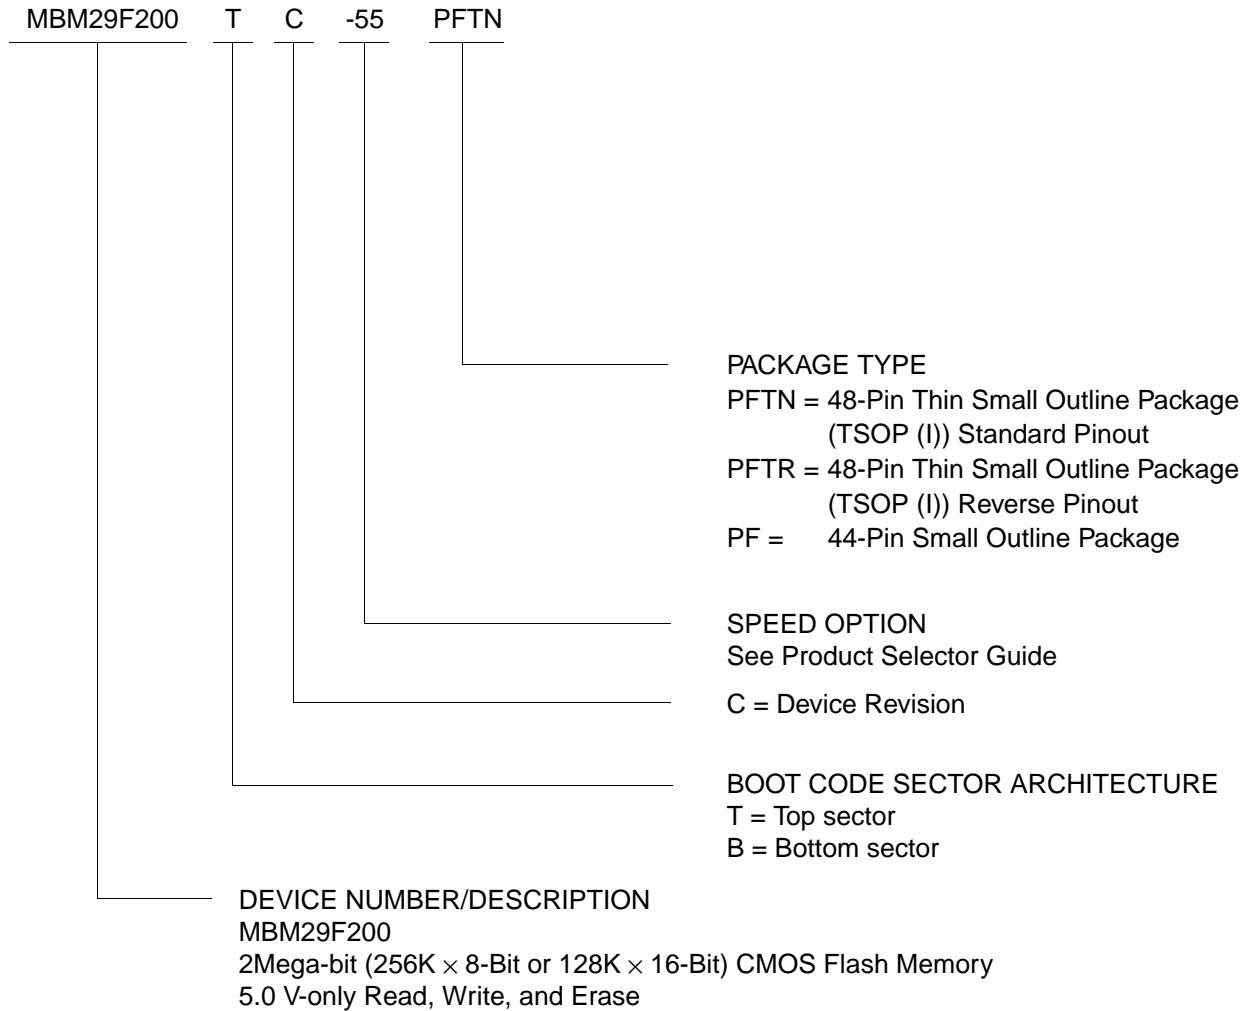 MBM29F200 T C -55 PFTN
PACKAGE TYPE
PFTN = 48-Pin Thin Small Outline Package
(TSOP (I)) Standard Pinout
PFTR = 48-Pin Thin Small Outline Package
(TSOP (I)) Reverse Pinout
PF = 44-Pin Small Outline Package
SPEED OPTION
See Product Selector Guide
C = Device Revision
BOOT CODE SECTOR ARCHITECTURE
T = Top sector
B = Bottom sector
DEVICE NUMBER/DESCRIPTION
MBM29F200
2Mega-bit (256K × 8-Bit or 128K × 16-Bit) CMOS Flash Memory
5.0 V-only Read, Write, and Erase